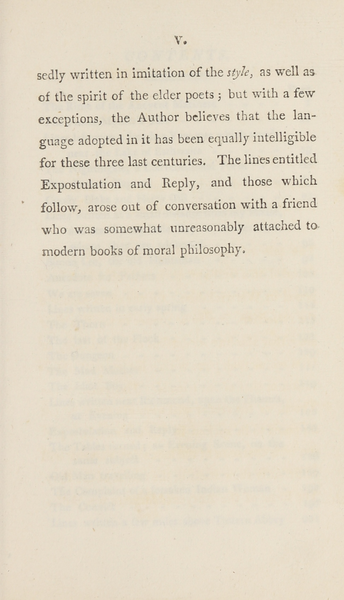 V.
sedly written in imitation of the style, as well as
of the spirit of the elder poets; but with a few
exceptions, the Author believes that the lan-
guage adopted in it has been equally intelligible
for these three last centuries. The lines entitled
Expostulation and Reply, and those which
follow, arose out of conversation with a friend
who was somewhat unreasonably attached to
modern books of moral philosophy.